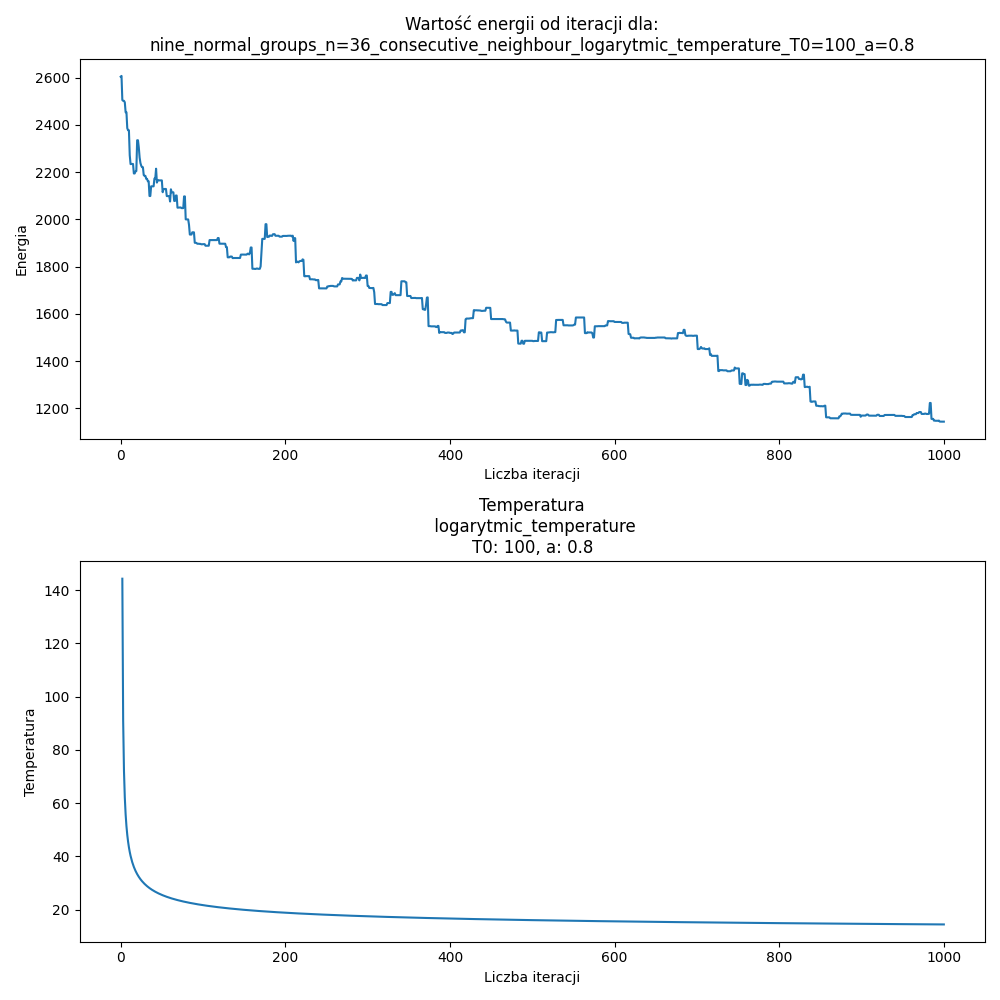 Wartość energii od iteracji dla:
nine_normal_groups_n=36_consecutive_neighbour_logarytmic_temperature_T0=100_a=0.8
2600
2400
2200
2000
1800
1600
1400
1200
Energia
0 200 400 600 800 1000
Liczba iteracji
Temperatura
logarytmic_temperature
T0: 100, a: 0.8
140
120
100
80
60
40
20
Temperatura
0 200 400 600 800 1000
Liczba iteracji